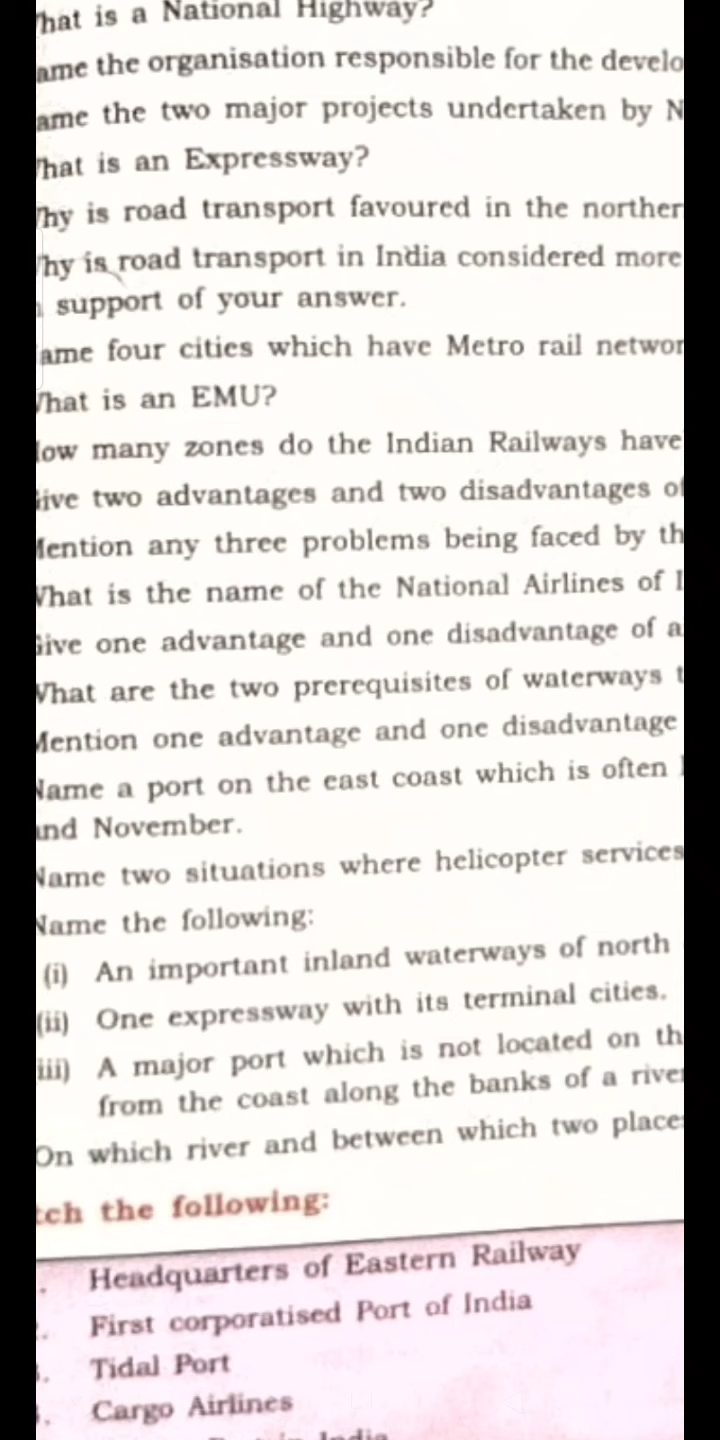 hat is a National Highway?
ame the organisation responsible for the develo
ame the two major projects undertaken by N
hat is an Expressway?
hy is road transport favoured in the norther
hy is road transport in India considered more
support of your answer.
ame four cities which have Metro rail networ
hat is an EMU?
ow many zones do the Indian Railways have
ive two advantages and two disadvantages of
ention any three problems being faced by th
What is the name of the National Airlines of I
ive one advantage and one disadvantage of a
What are the two prerequisites of waterways t
Mention one advantage and one disadvantage
Name a port on the east coast which is often
and November.
Name two situations where helicopter services
Name the following:
(i) An important inland waterways of north
(ii) One expressway with its terminal cities.
iii) A major port which is not located on th
from the coast along the banks of a river
On which river and between which two places
tch the following:
Headquarters of Eastern Railway
First corporatised Port of India
Tidal Port
Cargo Airlines
India